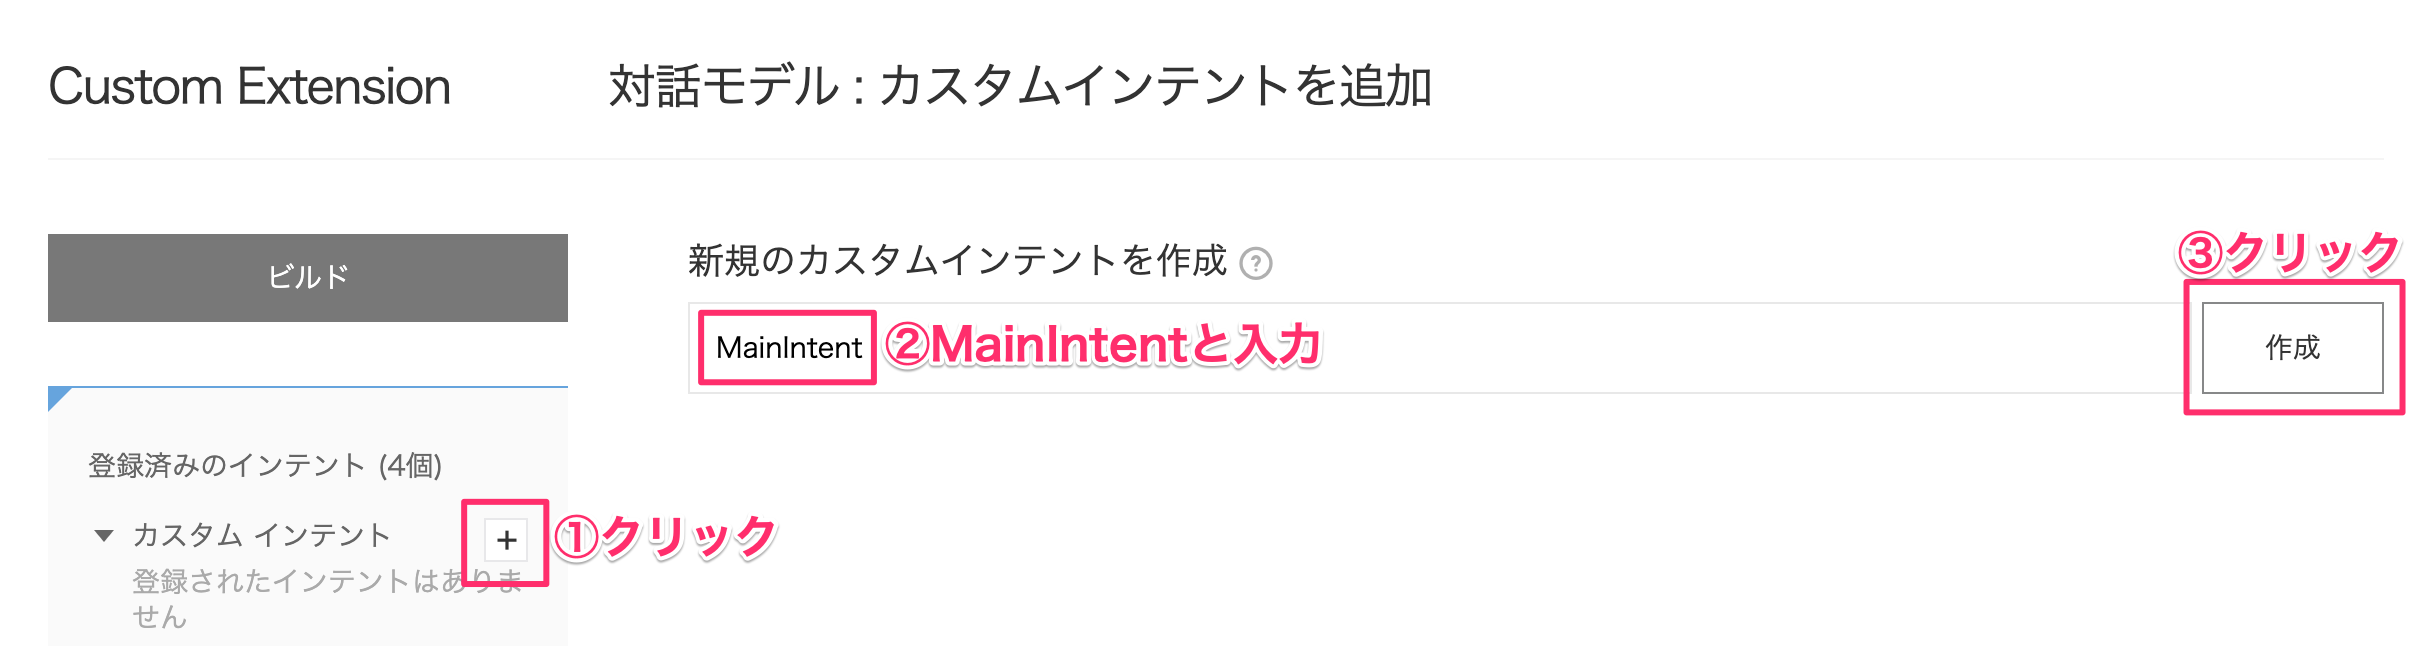 Custom Extension
対話モデル : カスタムインテントを追加
ビルド
新規のカスタムインテントを作成 ?
③クリック
MainIntent
②MainIntentと入力
作成
登録済みのインテント (4個)
カスタム インテント
+
①クリック
登録されたインテントはありま
せん